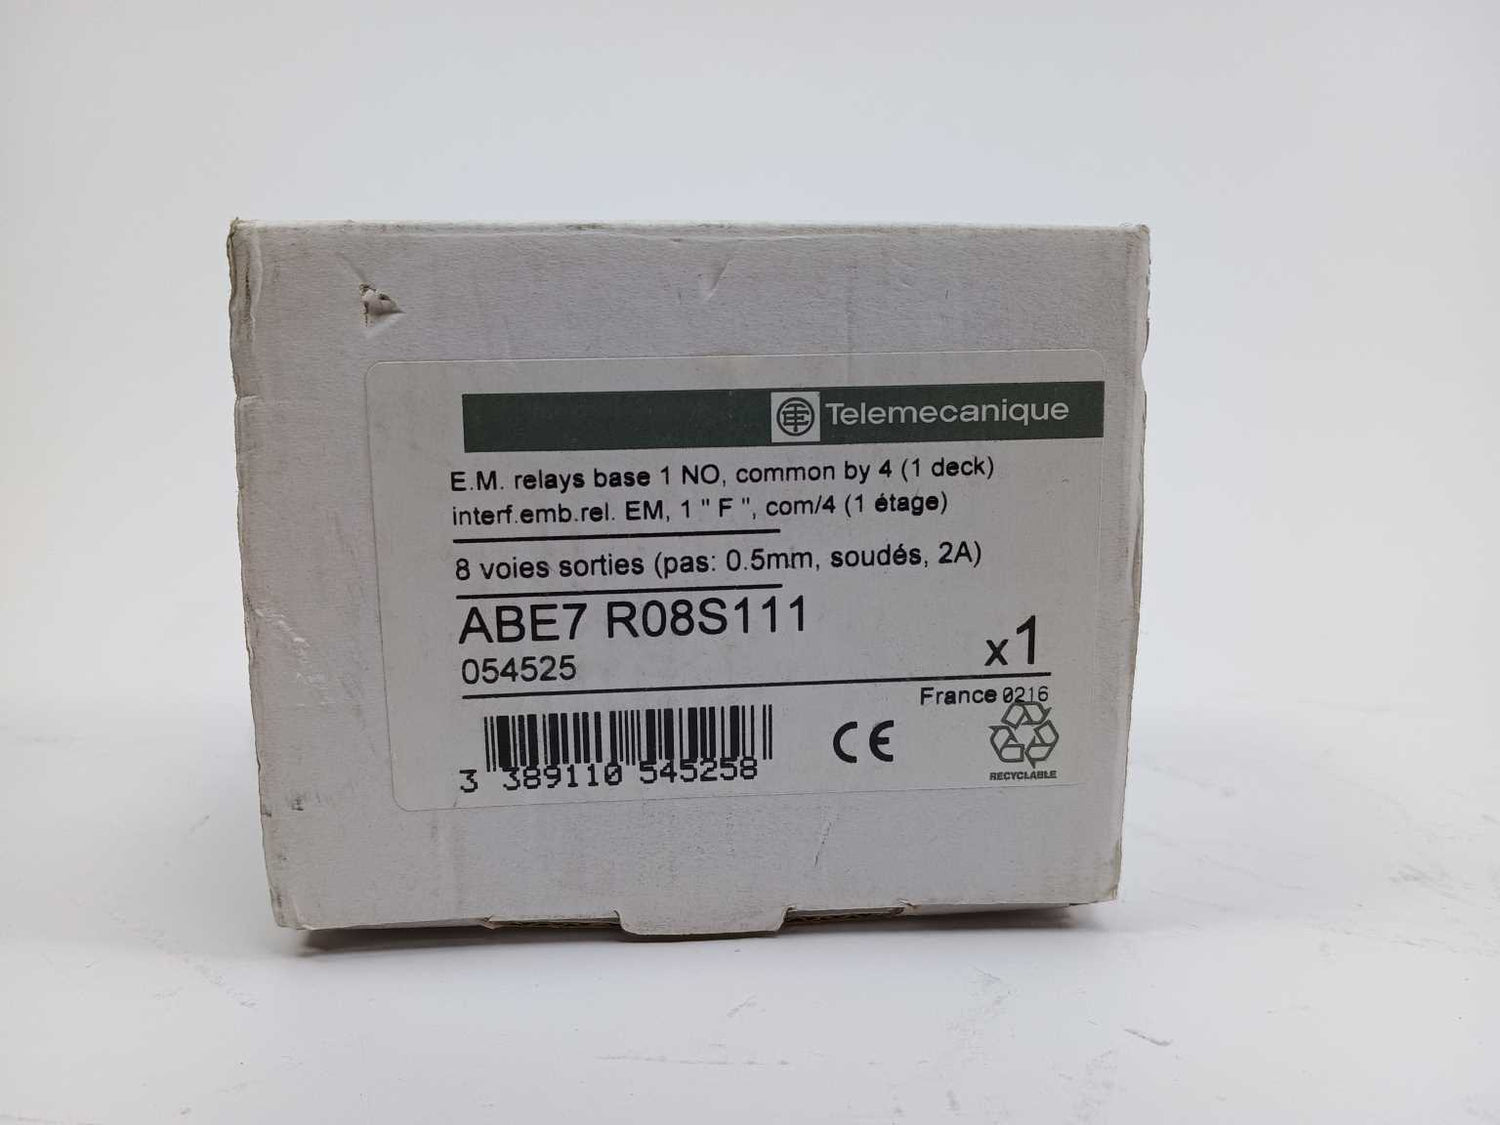 Telemecanique
E.M. relays base 1 NO, common by 4 (1 deck)
interf.emb.rel. EM, 1 " F ", com/4 (1 étage)
8 voies sorties (pas: 0.5mm, soudés, 2A)
ABE7 R08S111
054525
x1
France 0216
3 389110 545258
CE
RECYCLABLE